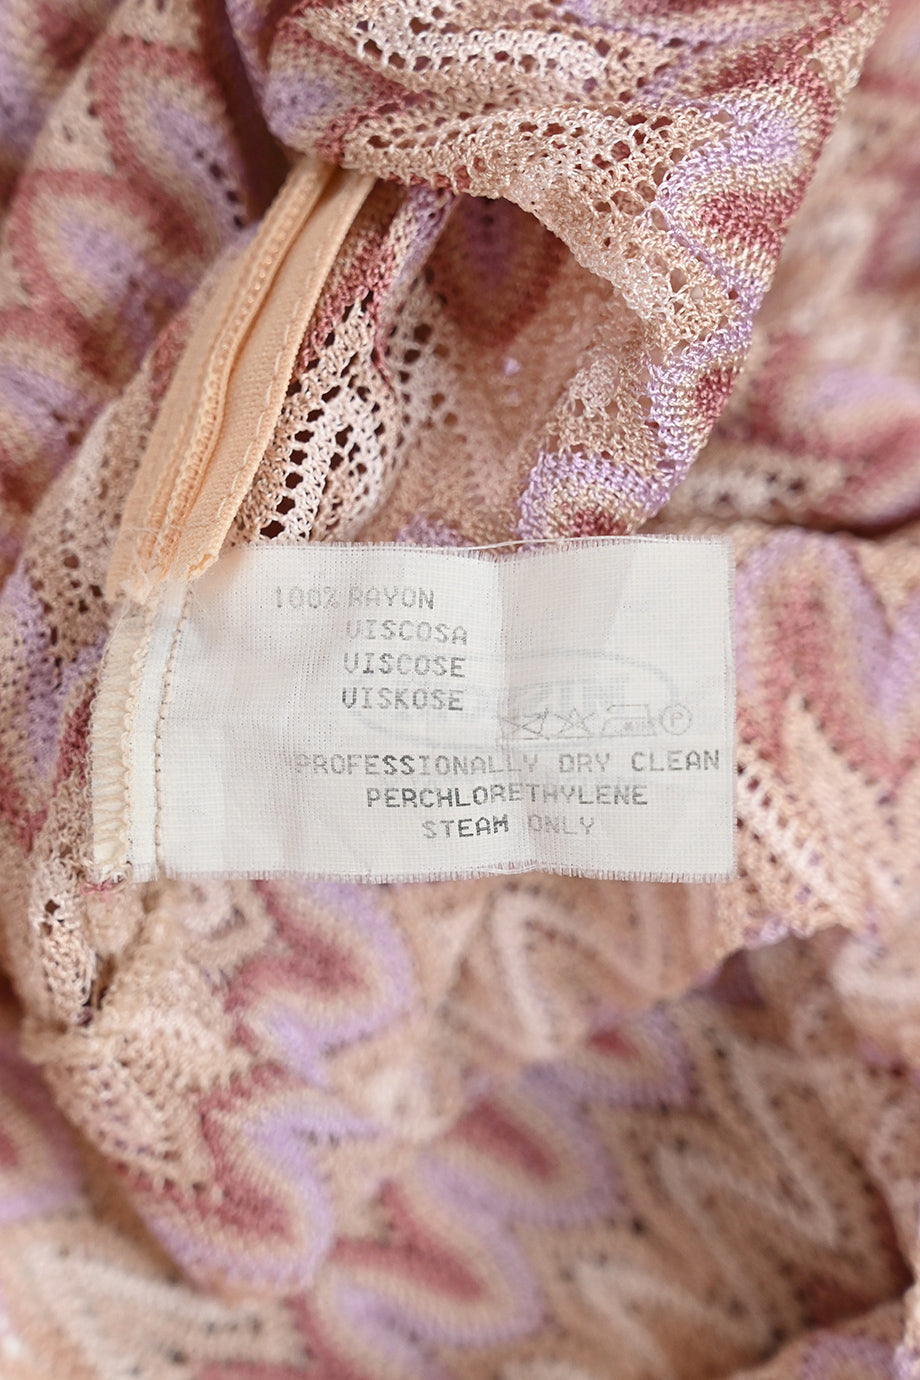 100% RAYON
VISCOSA
VISCOSE
VISKOSE
P
PROFESSIONALLY DRY CLEAN
PERCHLORETHYLENE
STEAM ONLY